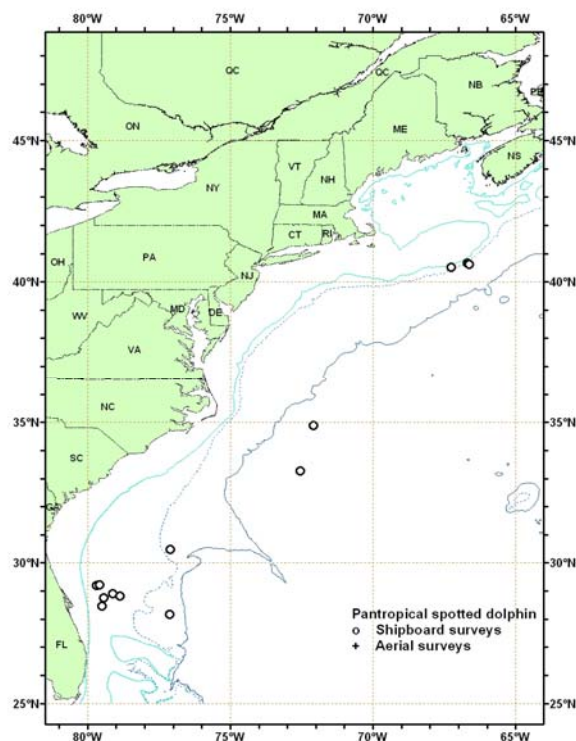 80°W 75°W 70°W 65°W
QC
QC
NB
PE
ON
45°N
45°N
ME
NS
VT
NH
NY
MA
CT RI
OH
PA
40°N
40°N
NJ
MD
DE
WV
VA
NC
35°N
35°N
SC
GA
30°N
30°N
Pantropical spotted dolphin
Shipboard surveys
FL
Aerial surveys
25°N
25°N
80°W 75°W 70°W 65°W